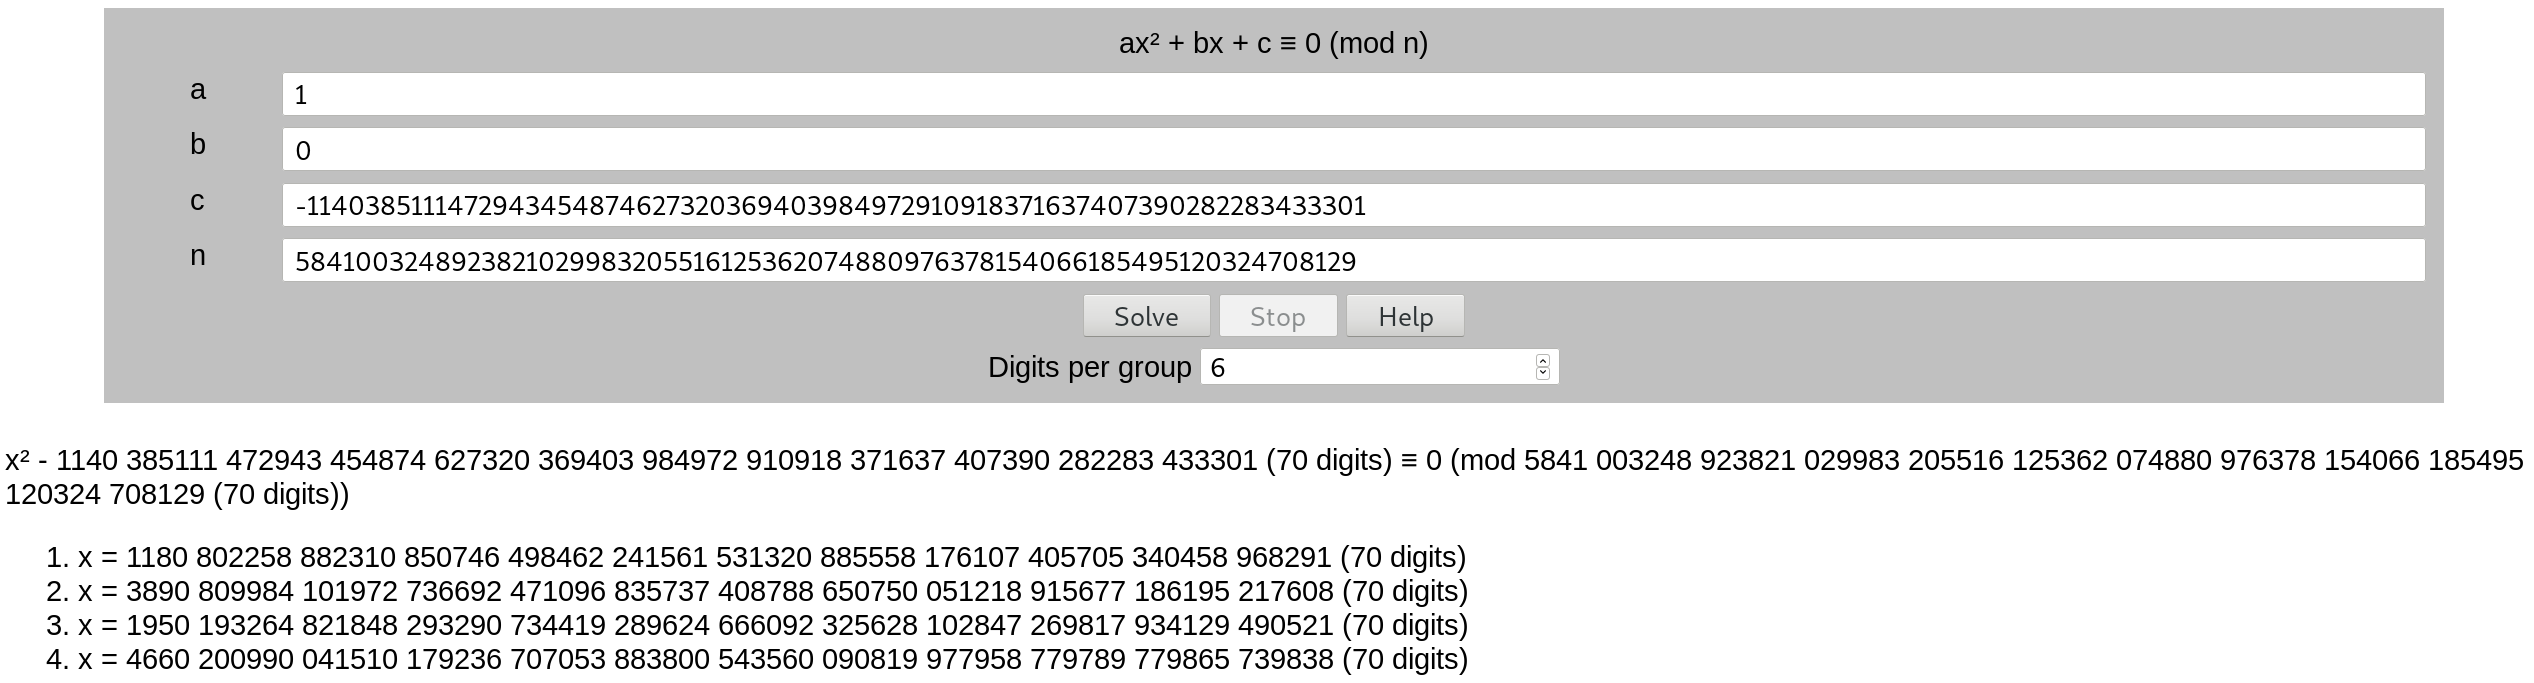 ax² + bx + c ≡ 0 (mod n)
a 1
b 0
c -1140385111472943454874627320369403984972910918371637407390282283433301
n 5841003248923821029983205516125362074880976378154066185495120324708129
Solve Stop Help
Digits per group 6
x² - 1140 385111 472943 454874 627320 369403 984972 910918 371637 407390 282283 433301 (70 digits) ≡ 0 (mod 5841 003248 923821 029983 205516 125362 074880 976378 154066 185495
120324 708129 (70 digits))
1. x = 1180 802258 882310 850746 498462 241561 531320 885558 176107 405705 340458 968291 (70 digits)
2. x = 3890 809984 101972 736692 471096 835737 408788 650750 051218 915677 186195 217608 (70 digits)
3. x = 1950 193264 821848 293290 734419 289624 666092 325628 102847 269817 934129 490521 (70 digits)
4. x = 4660 200990 041510 179236 707053 883800 543560 090819 977958 779789 779865 739838 (70 digits)